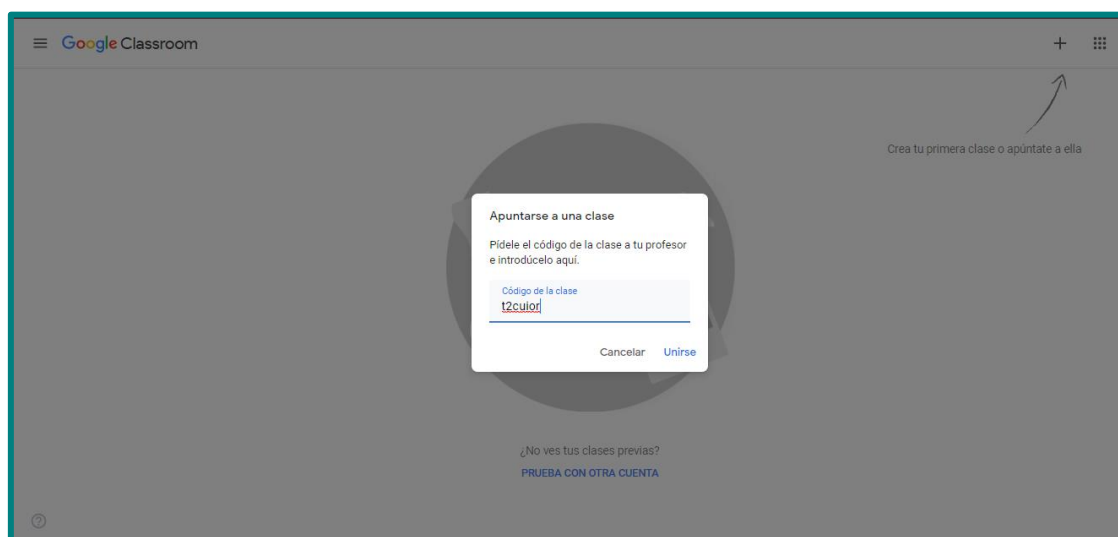 Google Classroom
Crea tu primera clase o apúntate a ella
Apuntarse a una clase
Pídele el código de la clase a tu profesor
e introdúcelo aquí.
Código de la clase
t2cuior
Cancelar Unirse
¿No ves tus clases previas?
PRUEBA CON OTRA CUENTA